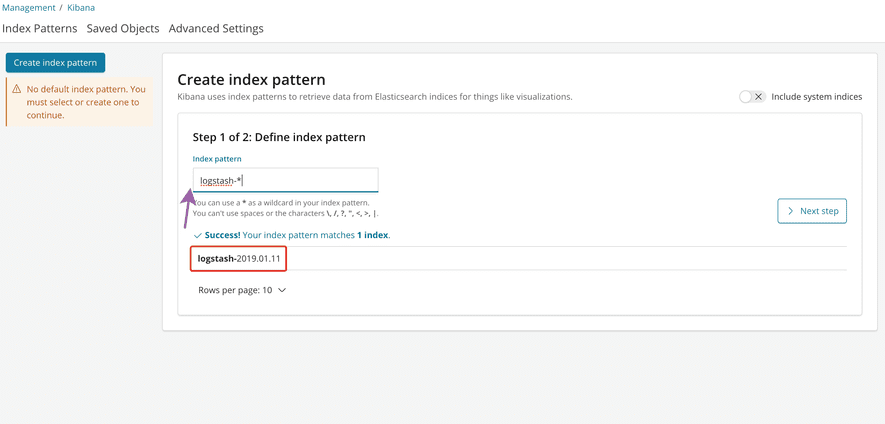 Management / Kibana
Index Patterns Saved Objects Advanced Settings
Create index pattern
No default index pattern. You
must select or create one to
continue.
Create index pattern
Kibana uses index patterns to retrieve data from Elasticsearch indices for things like visualizations.
Include system indices
Step 1 of 2: Define index pattern
Index pattern
logstash-*
You can use a * as a wildcard in your index pattern.
You can't use spaces or the characters \, /, ?, ", <, >, |.
Next step
Success! Your index pattern matches 1 index.
logstash-2019.01.11
Rows per page: 10